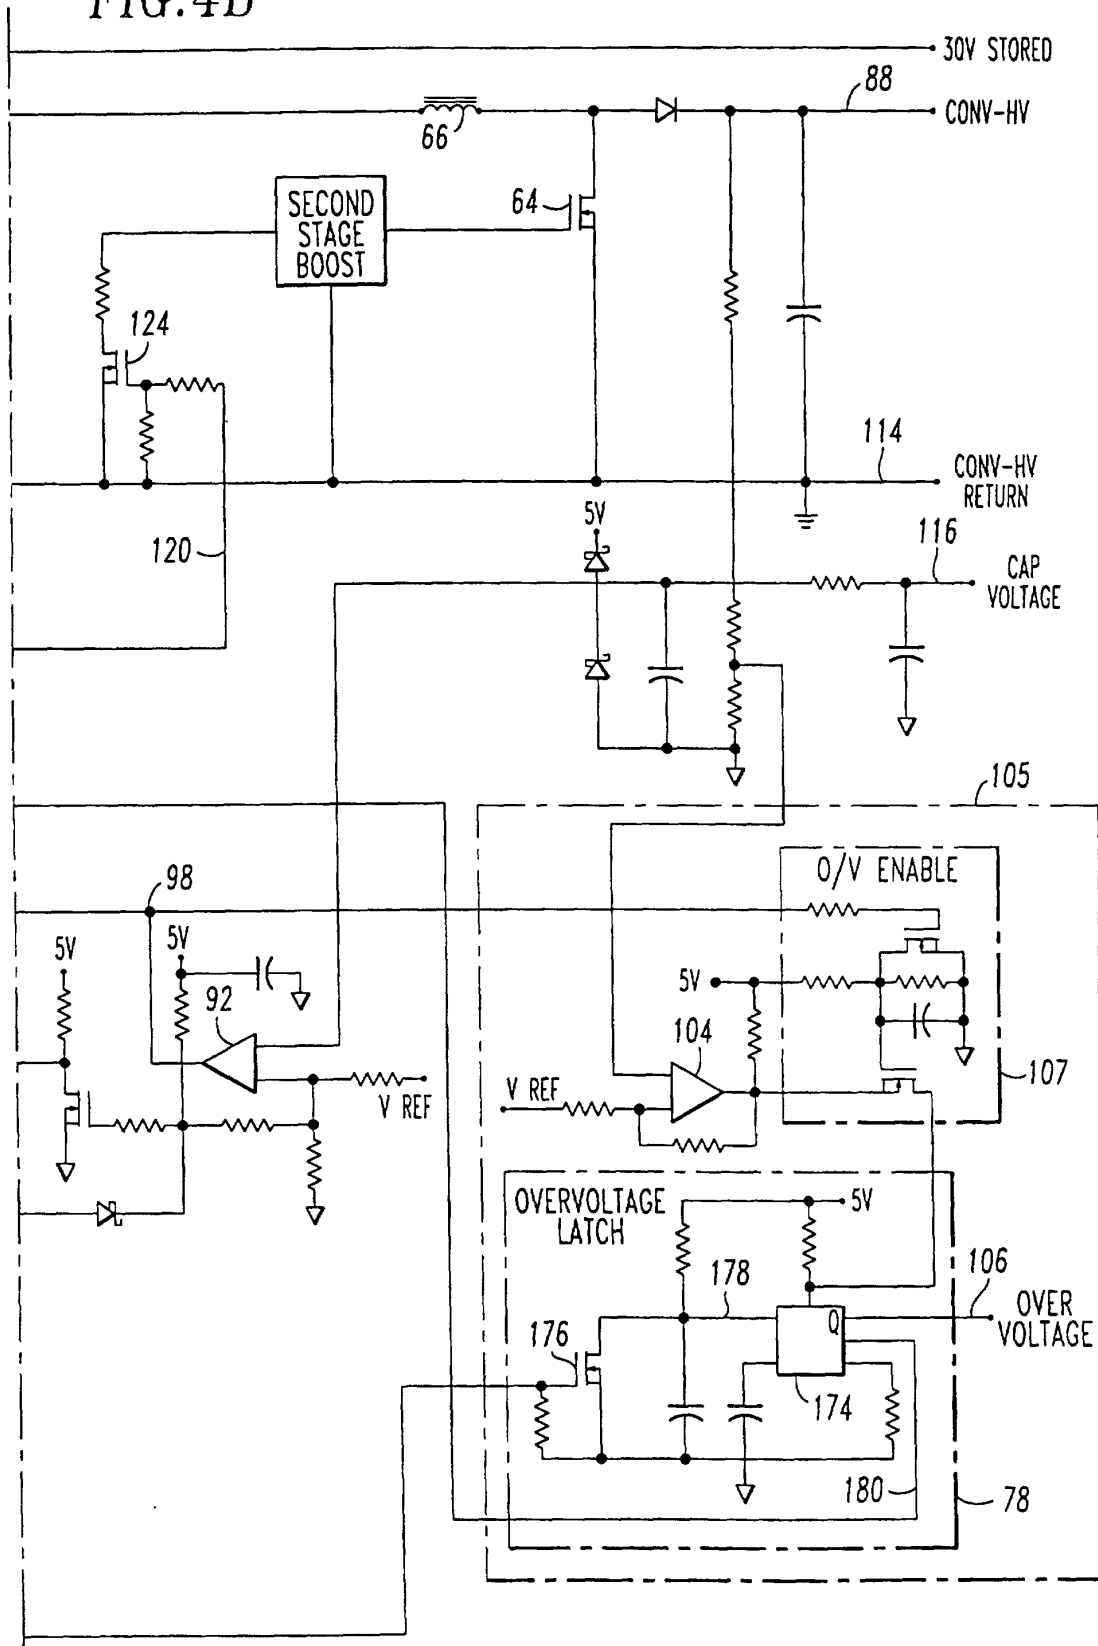 FIG.4B
30V STORED
88
CONV-HV
66
SECOND
STAGE
BOOST
64
124
114
CONV-HV
RETURN
5V
120
116
CAP
VOLTAGE
105
O/V ENABLE
98
5V
5V
92
5V
104
V REF
V REF
107
OVERVOLTAGE
LATCH
5V
178
106
Q
OVER
VOLTAGE
176
174
180
78